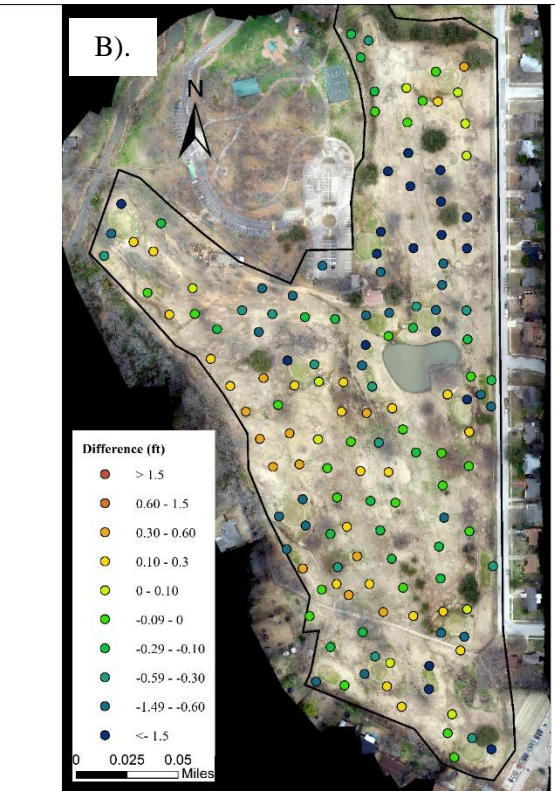 B).
N
Difference (ft)
> 1.5
0.60 - 1.5
0.30 - 0.60
0.10 - 0.3
0 - 0.10
-0.09 - 0
-0.29 - -0.10
-0.59 - -0.30
-1.49 - -0.60
<- 1.5
0 0.025 0.05
Miles